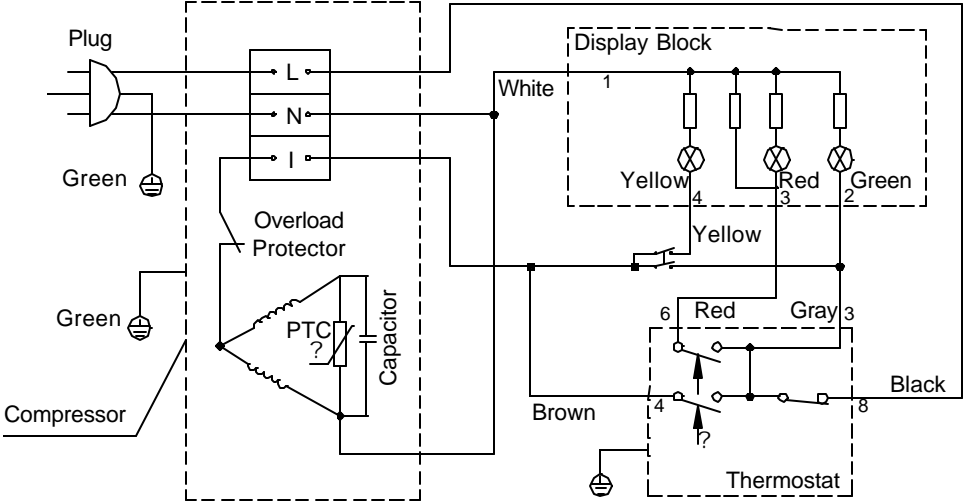 Plug
L
N
I
Green
Overload
Protector
Green
PTC
?
Capacitor
Compressor
White
Display Block
1
Yellow
Red
Green
4
3
2
Yellow
6
Red
Gray
3
Brown
4
8
Black
?
Thermostat